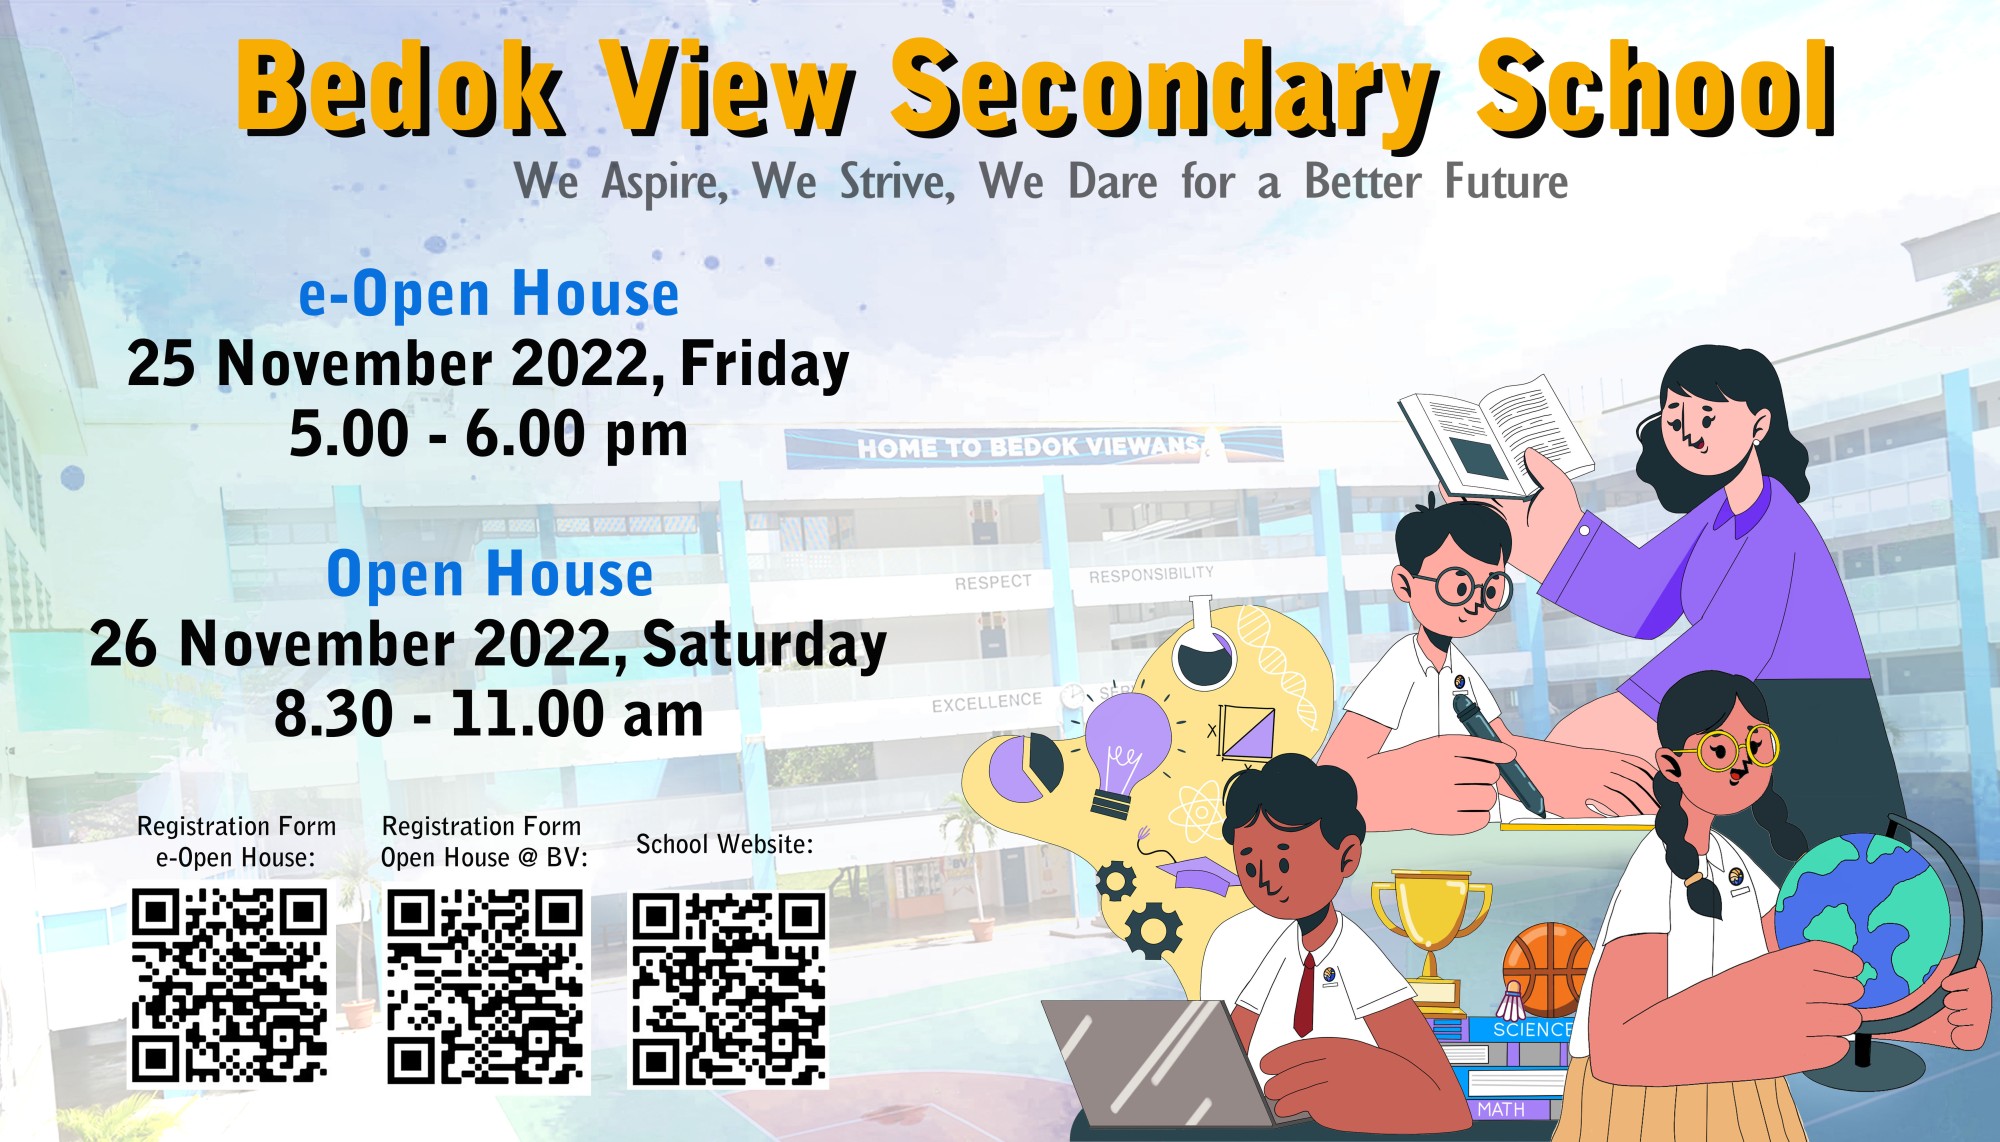 Bedok View Secondary School
We Aspire, We Strive, We Dare for a Better Future
e-Open House
25 November 2022, Friday
5.00 - 6.00 pm
HOME TO BEDOK VIEWANS
RESPECT
RESPONSIBILITY
Open House
26 November 2022, Saturday
8.30 - 11.00 am
EXCELLENCE
X
Registration Form
e-Open House:
Registration Form
Open House @ BV:
School Website:
BV
SCIENCE
MATH